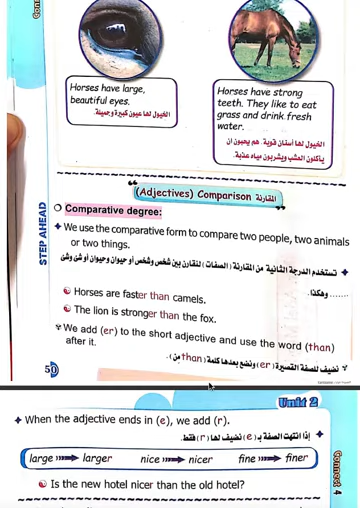 Horses have large,
beautiful eyes.
الخيول لها عيون كبيرة وجميلة.
Horses have strong
teeth. They like to eat
grass and drink fresh
water.
الخيول لها أسنان قوية. هم يحبون أن
يأكلون العشب ويشربون مياه عذبة.
(Adjectives) Comparison المقارنة
Comparative degree:
We use the comparative form to compare two people, two animals
or two things.
تستخدم الدرجة الثانية من المقارنة ( الصفات ) للتقارن بين شخص وشخص أو حيوان وحيوان أو شئ وشئ
....... وهكذا.
Horses are faster than camels.
The lion is stronger than the fox.
We add (er) to the short adjective and use the word (than)
after it.
نضيف للصفة القصيرة (er) ونضع بعدها كلمة (than من).
STEP AHEAD
50
Unit 2
When the adjective ends in (e), we add (r).
إذا انتهت الصفة بـ (e) نضيف لها (r) فقط.
large larger nice nicer fine finer
Is the new hotel nicer than the old hotel?
Connect 4